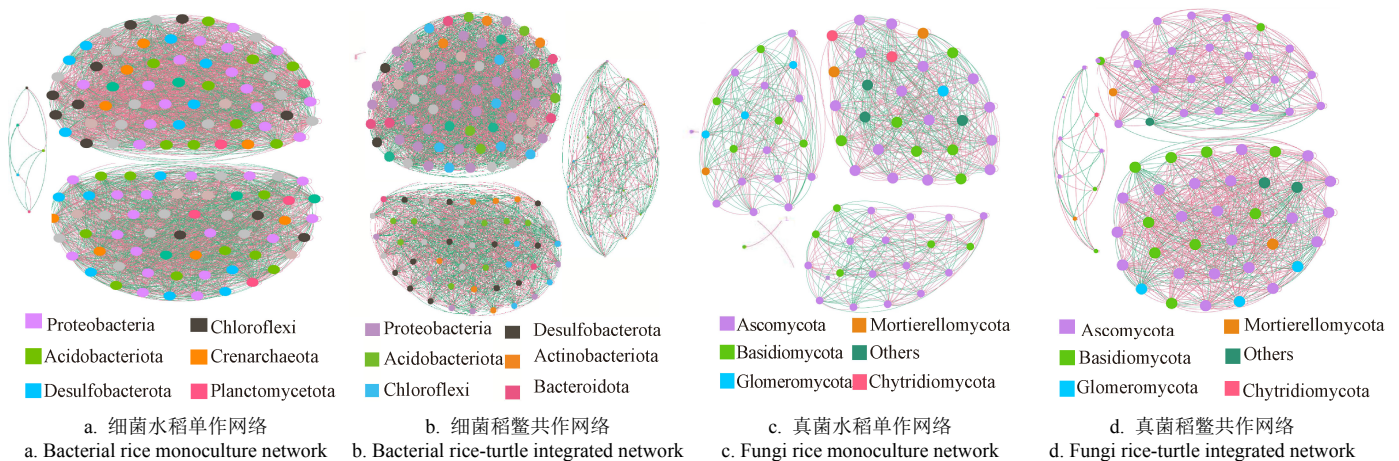 Proteobacteria
Chloroflexi
Acidobacteriota
Crenarchaeota
Desulfobacterota
Planctomycetota
Proteobacteria
Desulfobacterota
Acidobacteriota
Actinobacteriota
Chloroflexi
Bacteroidota
Ascomycota
Mortierellomycota
Basidiomycota
Others
Glomeromycota
Chytridiomycota
Ascomycota
Mortierellomycota
Basidiomycota
Others
Glomeromycota
Chytridiomycota
a. 细菌水稻单作网络
a. Bacterial rice monoculture network
b. 细菌稻鳖共作网络
b. Bacterial rice-turtle integrated network
c. 真菌水稻单作网络
c. Fungi rice monoculture network
d. 真菌稻鳖共作网络
d. Fungi rice-turtle integrated network